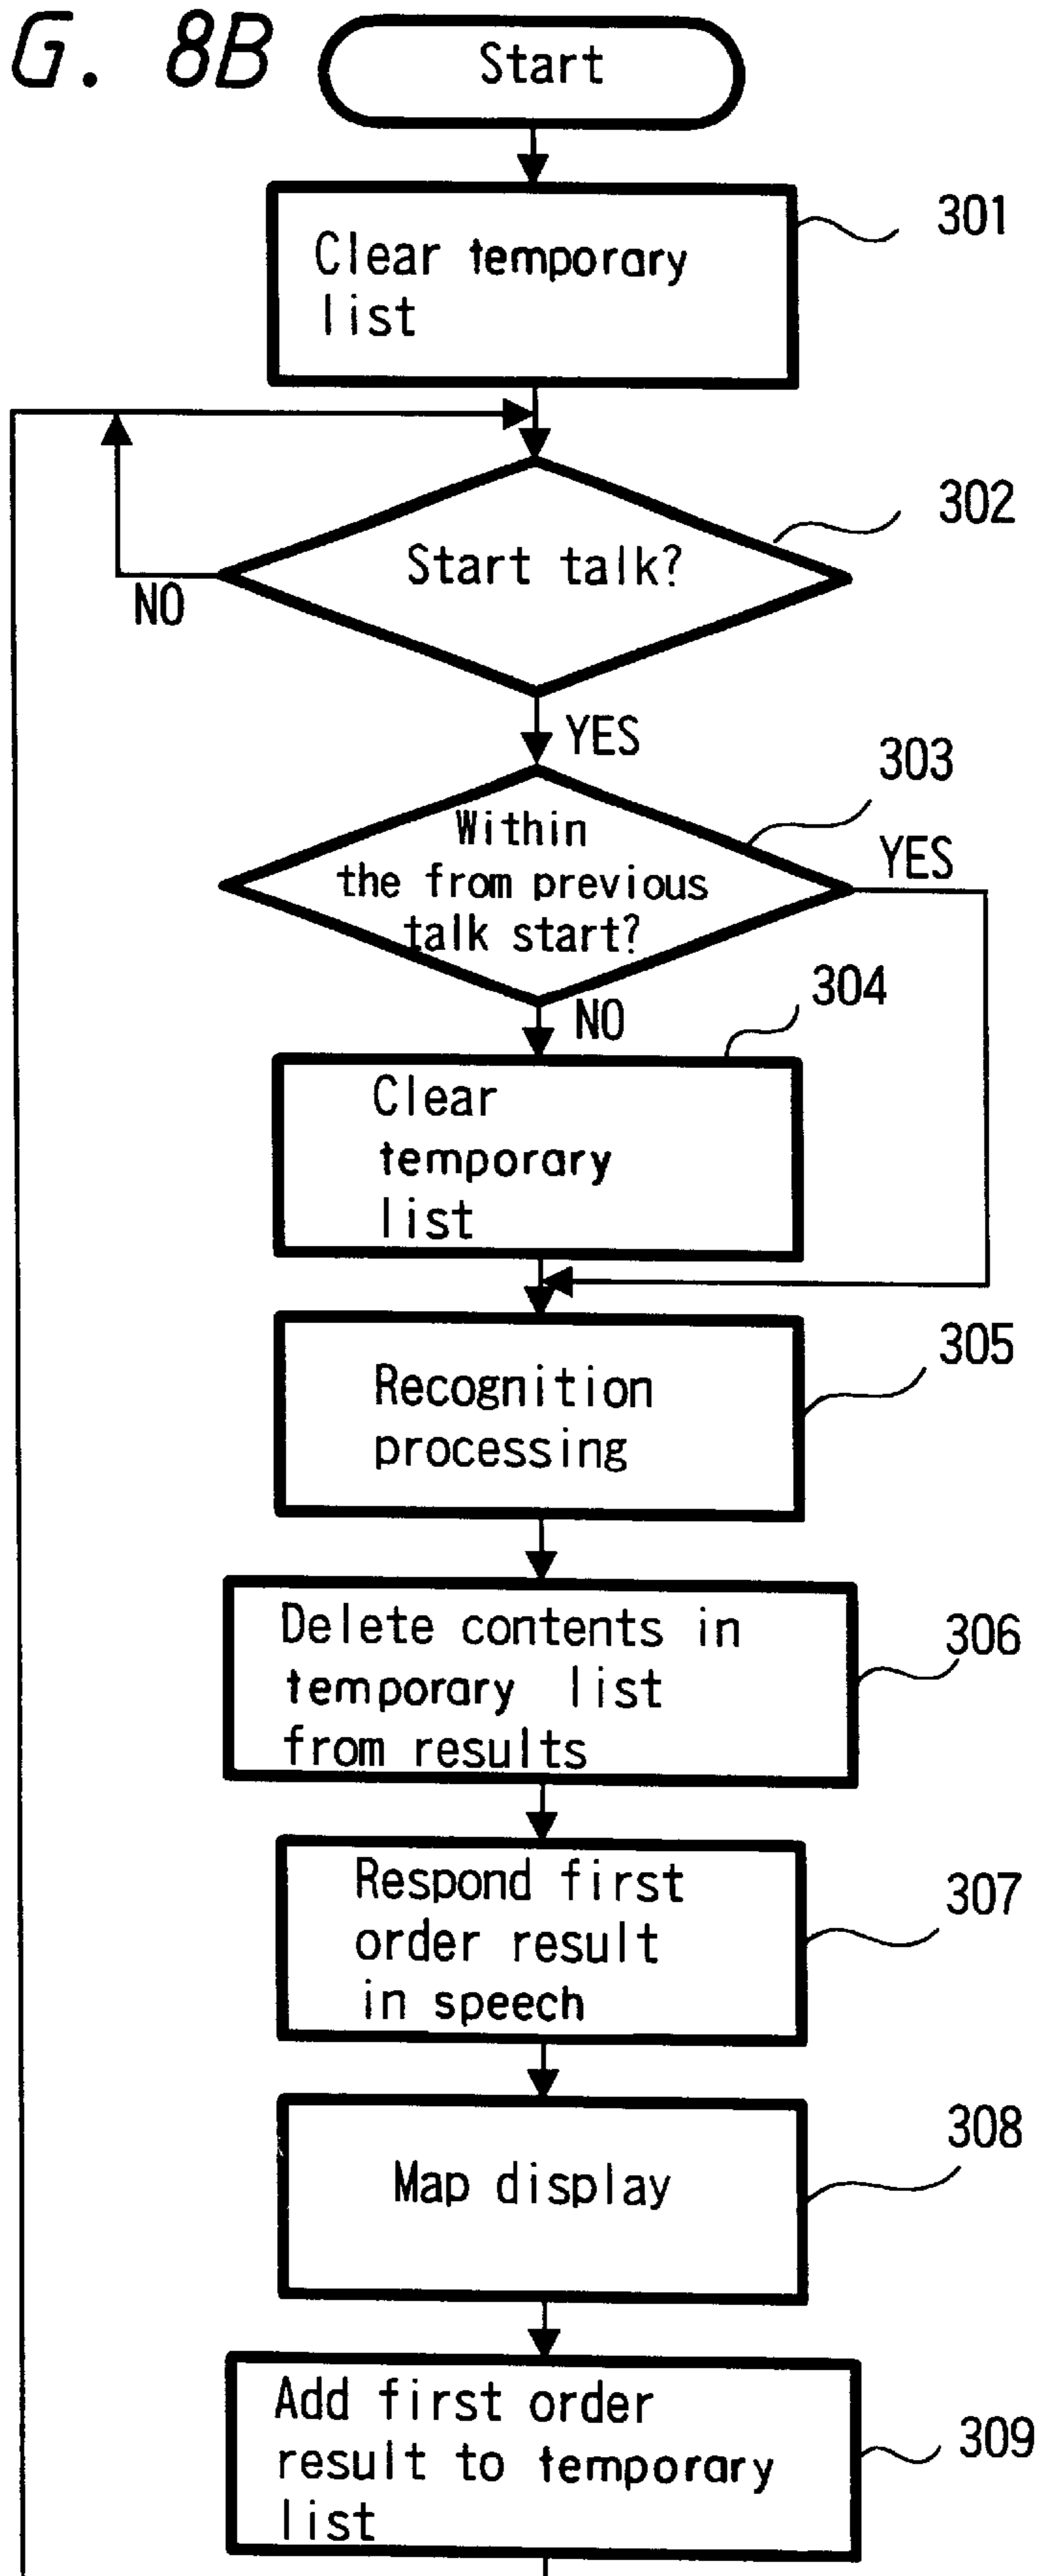 G. 8B
Start
Clear temporary
list
301
Start talk?
302
NO
YES
303
Within
the from previous
talk start?
YES
NO
304
Clear
temporary
list
Recognition
processing
305
Delete contents in
temporary list
from results
306
Respond first
order result
in speech
307
Map display
308
Add first order
result to temporary
list
309